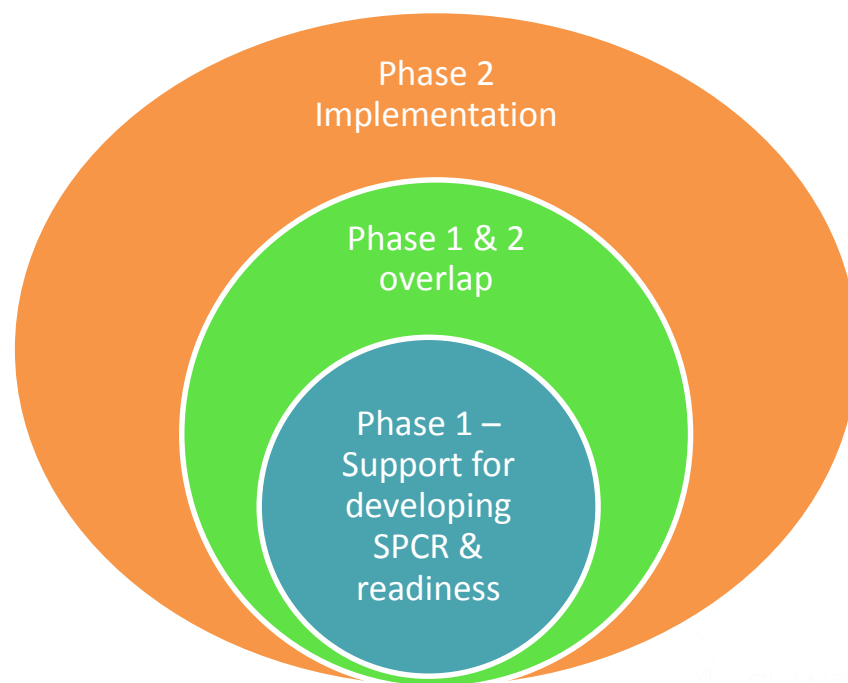 Phase 2
Implementation
Phase 1 & 2
overlap
Phase 1 –
Support for
developing
SPCR &
readiness